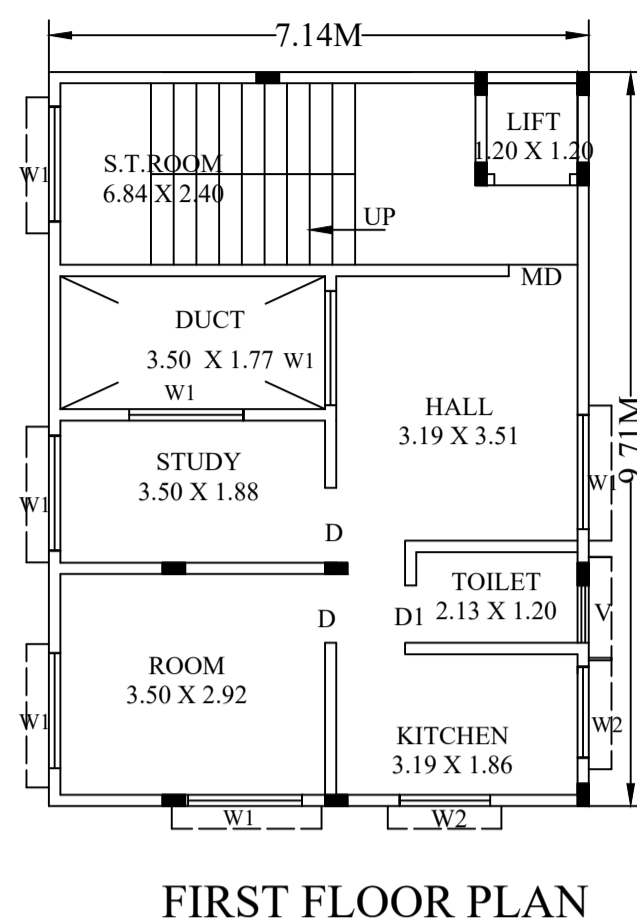 7.14M
LIFT
1.20 X 1.20
S.T.ROOM
6.84 X 2.40
W1
UP
MD
DUCT
3.50 X 1.77
W1
W1
HALL
3.19 X 3.51
9.71M
STUDY
3.50 X 1.88
W1
W1
D
TOILET
2.13 X 1.20
D
D1
V
ROOM
3.50 X 2.92
W1
KITCHEN
3.19 X 1.86
W2
W1
W2
FIRST FLOOR PLAN